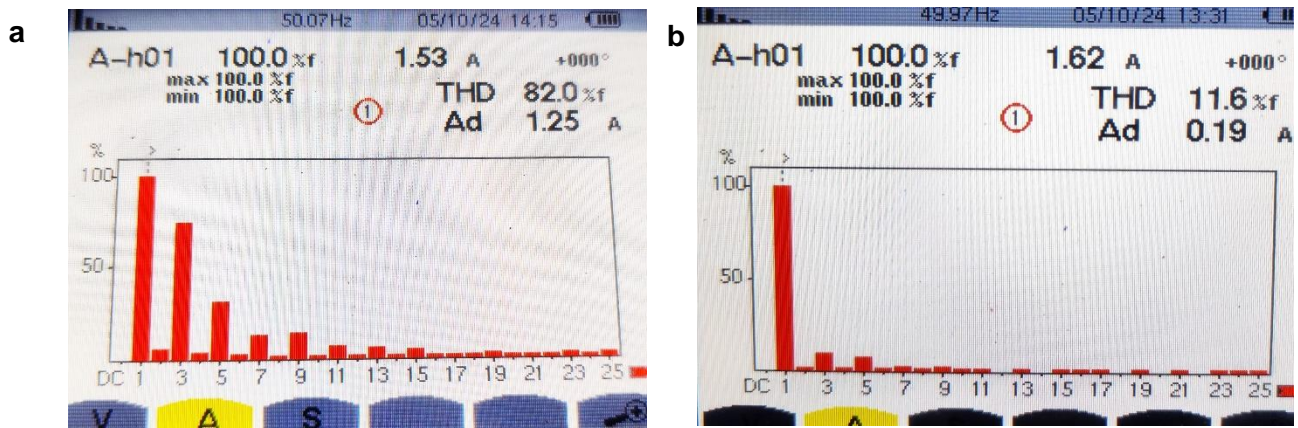 a
50.07Hz 05/10/24 14:15
A-h01 100.0 %f 1.53 A +000°
max 100.0 %f
min 100.0 %f
THD 82.0 %f
1
Ad 1.25 A
%
>
100
50
DC 1 3 5 7 9 11 13 15 17 19 21 23 25
V A S
b
49.97Hz 05/10/24 13:31
A-h01 100.0 %f 1.62 A +000°
max 100.0 %f
min 100.0 %f
THD 11.6 %f
1
Ad 0.19 A
%
>
100
50
DC 1 3 5 7 9 11 13 15 17 19 21 23 25
A